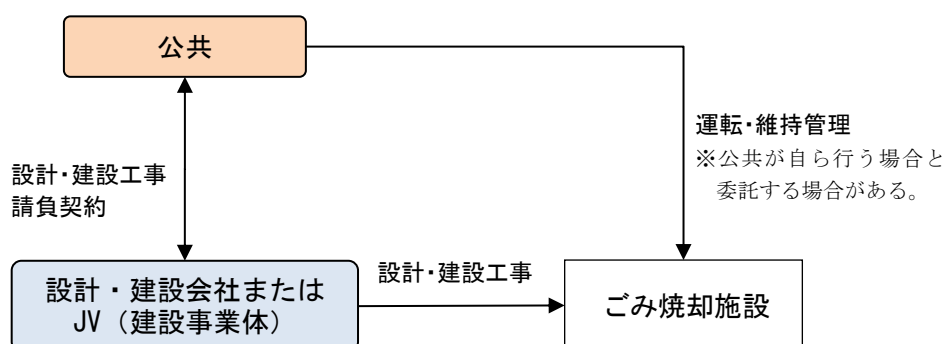 公共
運転・維持管理
※公共が自ら行う場合と
委託する場合がある。
設計・建設工事
請負契約
設計・建設工事
設計・建設会社または
JV（建設事業体）
ごみ焼却施設